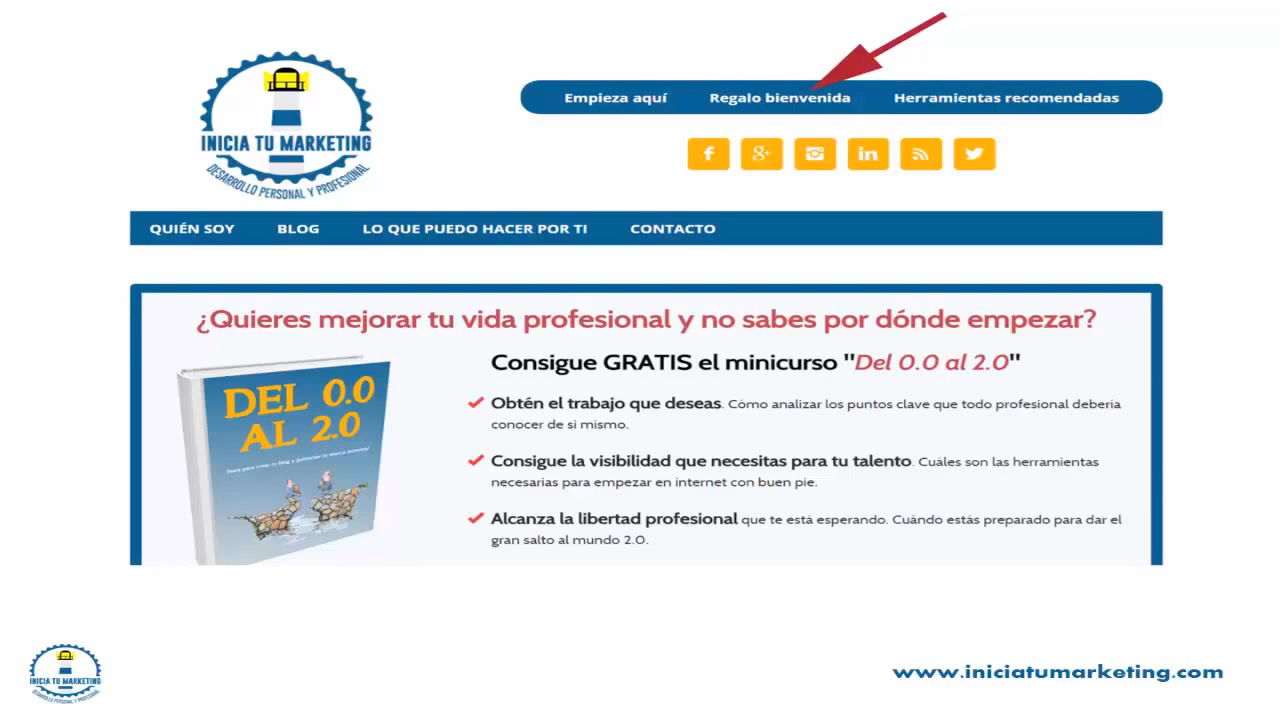 INICIA TU MARKETING
DESARROLLO PERSONAL Y PROFESIONAL
Empieza aquí Regalo bienvenida Herramientas recomendadas
QUIÉN SOY BLOG LO QUE PUEDO HACER POR TI CONTACTO
¿Quieres mejorar tu vida profesional y no sabes por dónde empezar?
Consigue GRATIS el minicurso "Del 0.0 al 2.0"
DEL 0.0
AL 2.0
Obtén el trabajo que deseas. Cómo analizar los puntos clave que todo profesional debería
conocer de si mismo.
Consigue la visibilidad que necesitas para tu talento. Cuáles son las herramientas
necesarias para empezar en internet con buen pie.
Alcanza la libertad profesional que te está esperando. Cuándo estás preparado para dar el
gran salto al mundo 2.0.
INICIA TU MARKETING
DESARROLLO PERSONAL Y PROFESIONAL
www.iniciatumarketing.com